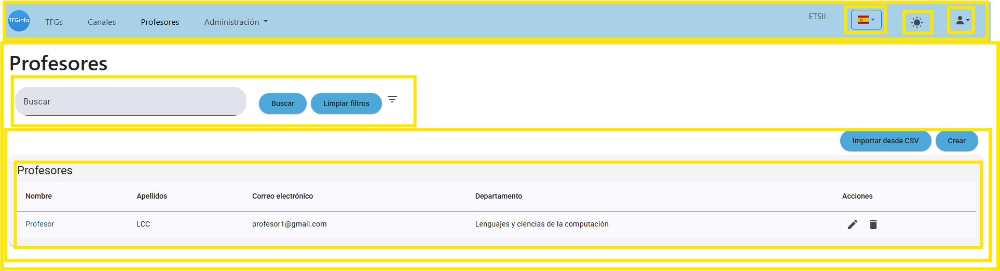 TFGinfo TFGs Canales Profesores Administración ETSII
Profesores
Buscar Buscar Limpiar filtros
Importar desde CSV Crear
Profesores
Nombre Apellidos Correo electrónico Departamento Acciones
Profesor LCC profesor1@gmail.com Lenguajes y ciencias de la computación